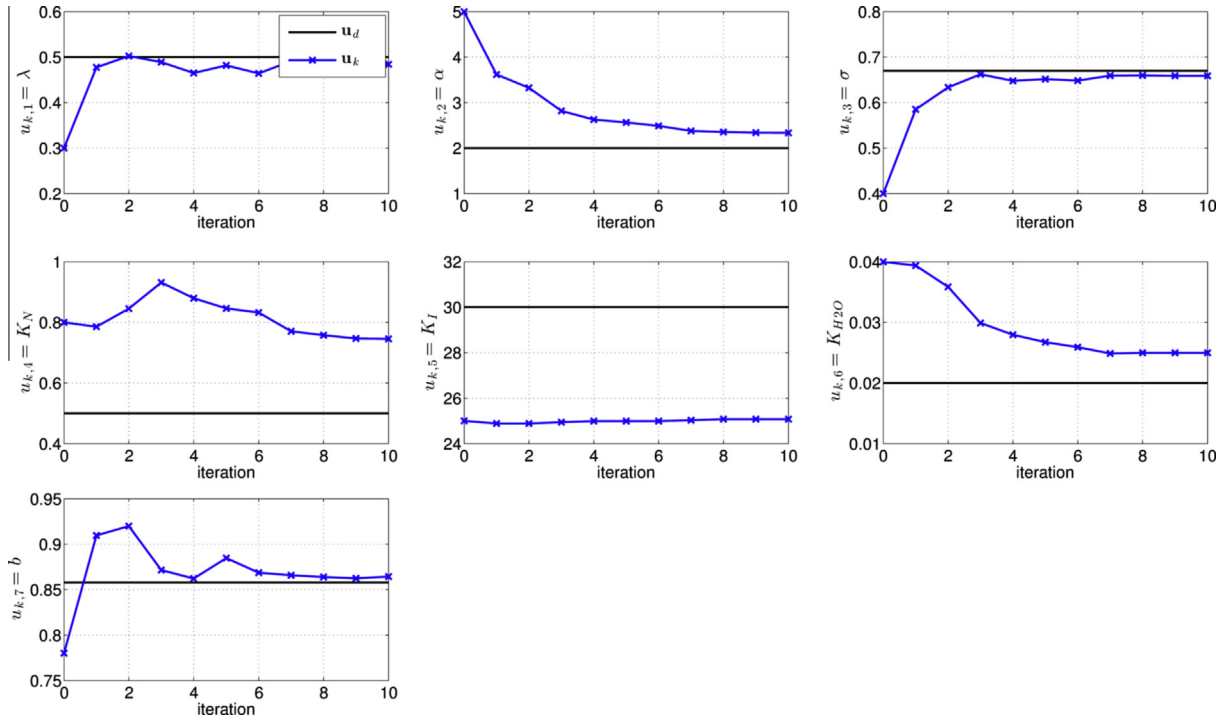 0.6
0.5
0.4
0.3
0.2
0 2 4 6 8 10
iteration
u_{k,1} = λ
u_d
u_k
5
4
3
2
1
0 2 4 6 8 10
iteration
u_{k,2} = α
0.8
0.7
0.6
0.5
0.4
0 2 4 6 8 10
iteration
u_{k,3} = σ
1
0.8
0.6
0.4
0 2 4 6 8 10
iteration
u_{k,4} = K_N
32
30
28
26
24
0 2 4 6 8 10
iteration
u_{k,5} = K_I
0.04
0.03
0.02
0.01
0 2 4 6 8 10
iteration
u_{k,6} = K_{H2O}
0.95
0.9
0.85
0.8
0.75
0 2 4 6 8 10
iteration
u_{k,7} = b